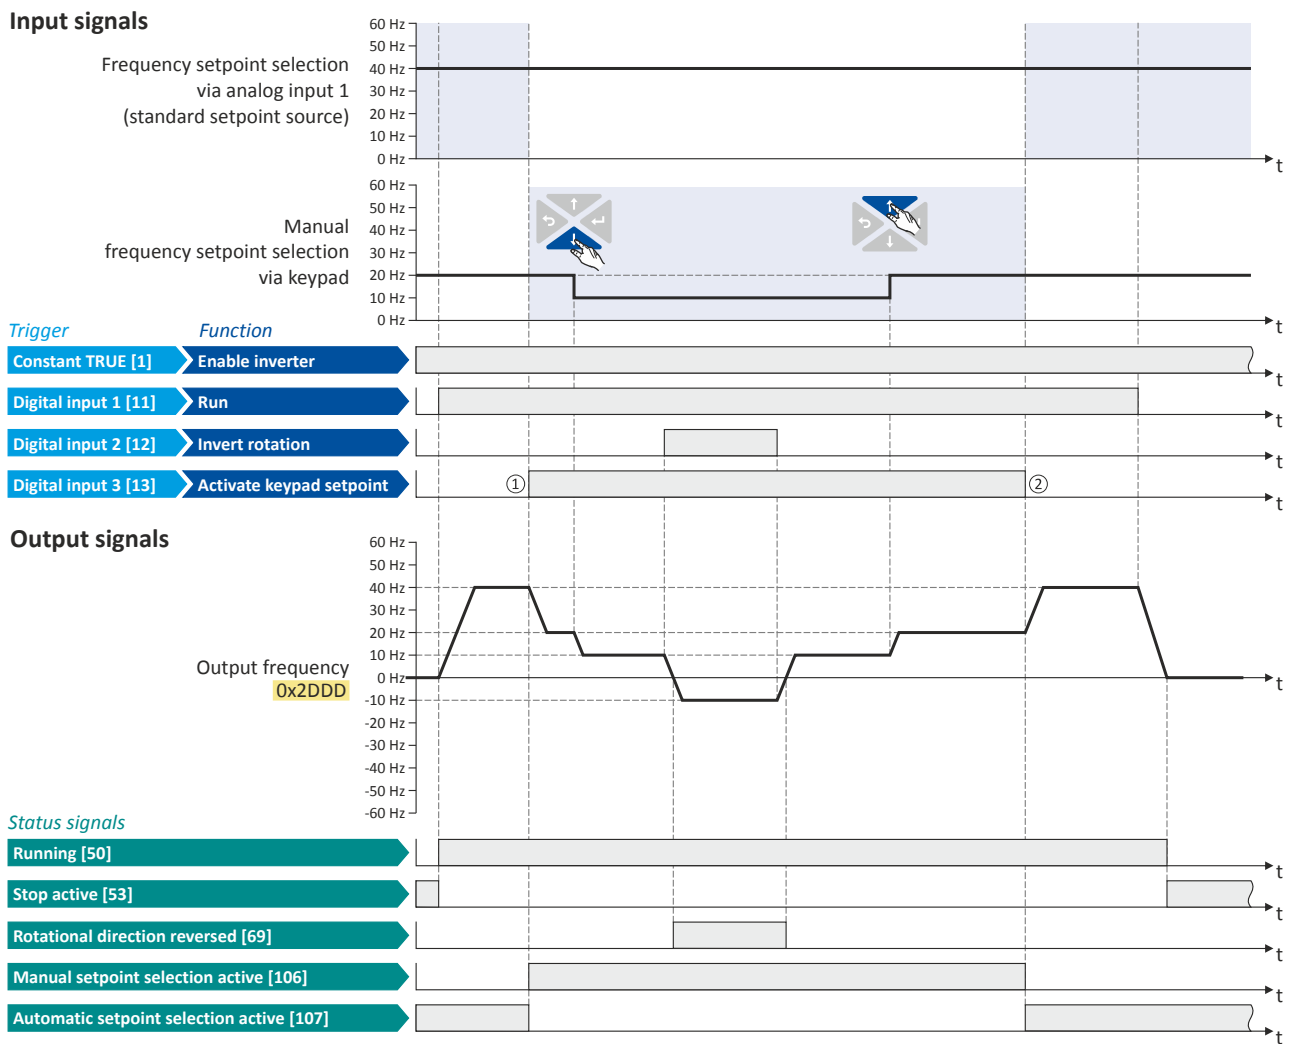 Input signals
Frequency setpoint selection
via analog input 1
(standard setpoint source)
60 Hz
50 Hz
40 Hz
30 Hz
20 Hz
10 Hz
0 Hz
t
Manual
frequency setpoint selection
via keypad
60 Hz
50 Hz
40 Hz
30 Hz
20 Hz
10 Hz
0 Hz
t
Trigger Function
Constant TRUE [1] Enable inverter
t
Digital input 1 [11] Run
t
Digital input 2 [12] Invert rotation
t
Digital input 3 [13] Activate keypad setpoint
① ②
t
Output signals
60 Hz
50 Hz
40 Hz
30 Hz
20 Hz
10 Hz
0 Hz
-10 Hz
-20 Hz
-30 Hz
-40 Hz
-50 Hz
-60 Hz
Output frequency
0x2DDD
t
Status signals
Running [50]
t
Stop active [53]
t
Rotational direction reversed [69]
t
Manual setpoint selection active [106]
t
Automatic setpoint selection active [107]
t